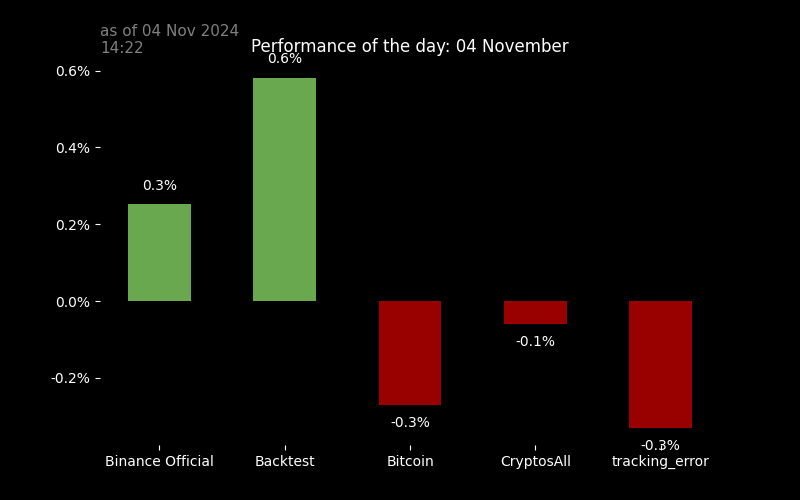 as of 04 Nov 2024
14:22
Performance of the day: 04 November
0.6%
0.6%
0.4%
0.3%
0.2%
0.0%
-0.1%
-0.2%
-0.3%
-0.3%
Binance Official
Backtest
Bitcoin
CryptosAll
tracking_error